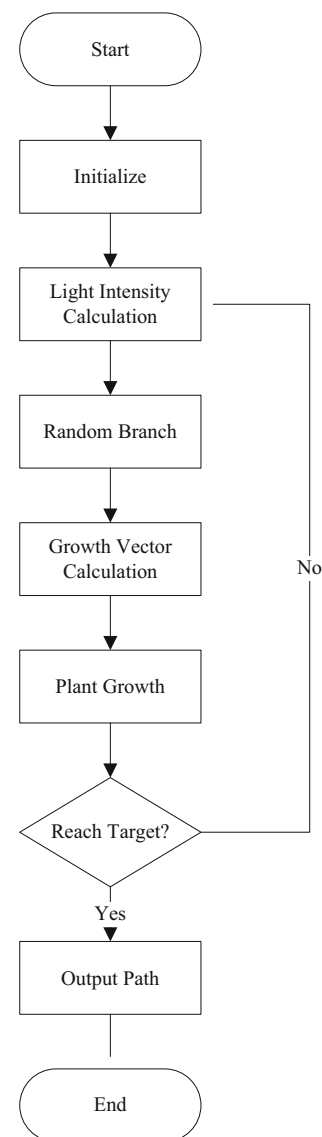 Start
Initialize
Light Intensity
Calculation
Random Branch
Growth Vector
Calculation
No
Plant Growth
Reach Target?
Yes
Output Path
End